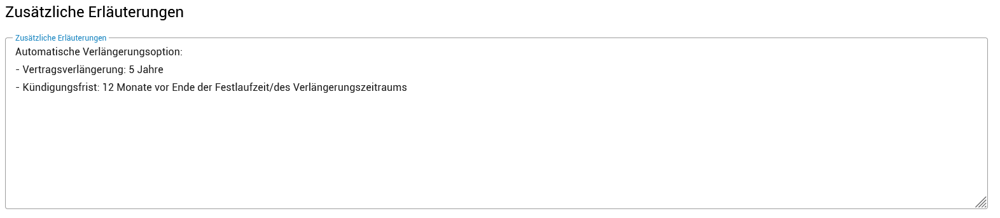 Zusätzliche Erläuterungen
Zusätzliche Erläuterungen
Automatische Verlängerungsoption:
- Vertragsverlängerung: 5 Jahre
- Kündigungsfrist: 12 Monate vor Ende der Festlaufzeit/des Verlängerungszeitraums